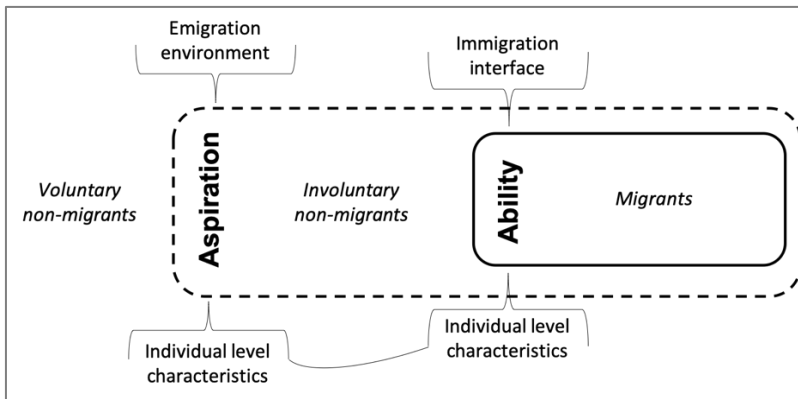 Emigration
environment
Immigration
interface
Voluntary
non-migrants
Aspiration
Involuntary
non-migrants
Ability
Migrants
Individual level
characteristics
Individual level
characteristics